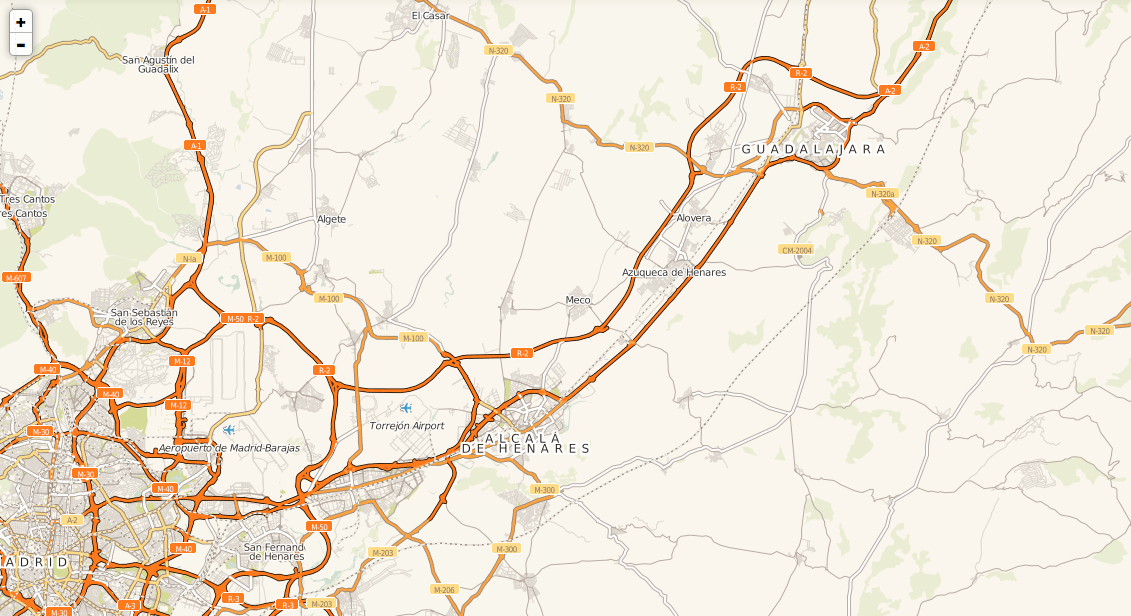 +
-
A-1
El Casar
N-320
A-2
San Agustín del
Guadalix
R-2
R-2
A-2
N-320
A-1
N-320
GUADALAJARA
N-320a
Tres Cantos
res Cantos
Algete
Alovera
N-320
N-Ia
M-100
CM-2004
M-607
Azuqueca de Henares
M-100
Meco
N-320
San Sebastián
de los Reyes
M-50 R-2
M-100
N-320
N-320
R-2
M-12
M-40
R-2
M-40
M-12
Torrejón Airport
M-30
ALCALÁ
DE HENARES
Aeropuerto de Madrid-Barajas
M-30
M-40
M-300
A-2
M-50
M-40
San Fernand
de Henares
M-203
M-300
ADRID
M-206
R-3
A-3
R-3
M-203
M-30